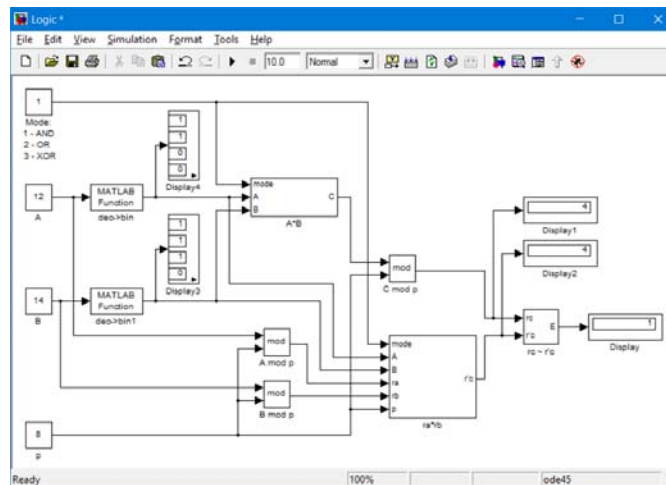 Logic *
File Edit View Simulation Format Tools Help
10.0 Normal
1
Mode:
1 - AND
2 - OR
3 - XOR
1
1
0
0
Display4
12
A
MATLAB
Function
dec->bin
mode
A
B
C
A*B
1
1
1
0
Display3
14
B
MATLAB
Function
dec->bin1
mod
C mod p
4
Display1
4
Display2
rc
r'c
E
rc ~ r'c
1
Display
mod
A mod p
mod
B mod p
mode
A
B
ra
rb
p
r'c
ra*rb
8
p
Ready 100% ode45